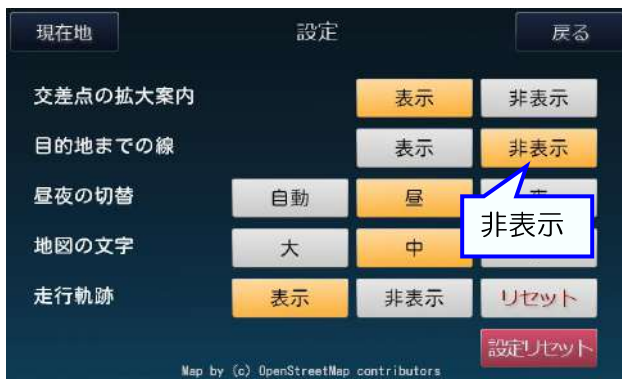 現在地 設定 戻る
交差点の拡大案内 表示 非表示
目的地までの線 表示 非表示
昼夜の切替 自動 昼
非表示
地図の文字 大 中
走行軌跡 表示 非表示 リセット
設定リセット
Map by (c) OpenStreetMap contributors